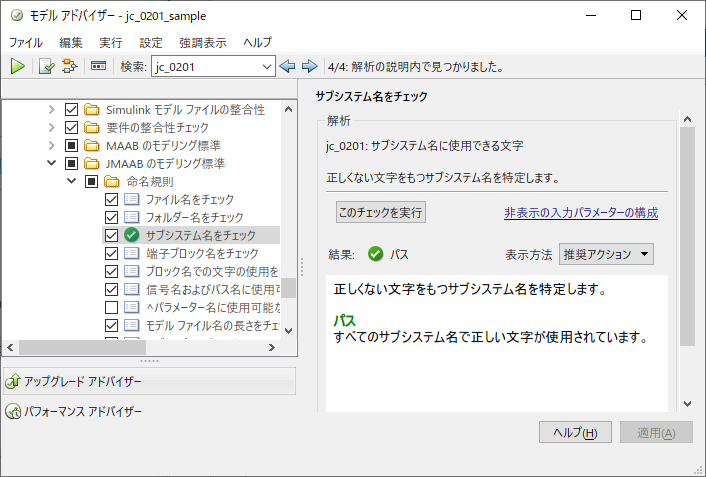 モデル アドバイザー - jc_0201_sample
ファイル 編集 実行 設定 強調表示 ヘルプ
検索: jc_0201 4/4: 解析の説明内で見つかりました。
Simulink モデル ファイルの整合性
要件の整合性チェック
MAAB のモデリング標準
JMAAB のモデリング標準
命名規則
ファイル名をチェック
フォルダー名をチェック
サブシステム名をチェック
端子ブロック名をチェック
ブロック名での文字の使用を
信号名およびバス名に使用可
^パラメーター名に使用可能な
モデル ファイル名の長さをチェ
アップグレード アドバイザー
パフォーマンス アドバイザー
サブシステム名をチェック
解析
jc_0201: サブシステム名に使用できる文字
正しくない文字をもつサブシステム名を特定します。
このチェックを実行 非表示の入力パラメーターの構成
結果: パス 表示方法 推奨アクション
正しくない文字をもつサブシステム名を特定します。
パス
すべてのサブシステム名で正しい文字が使用されています。
ヘルプ(H) 適用(A)